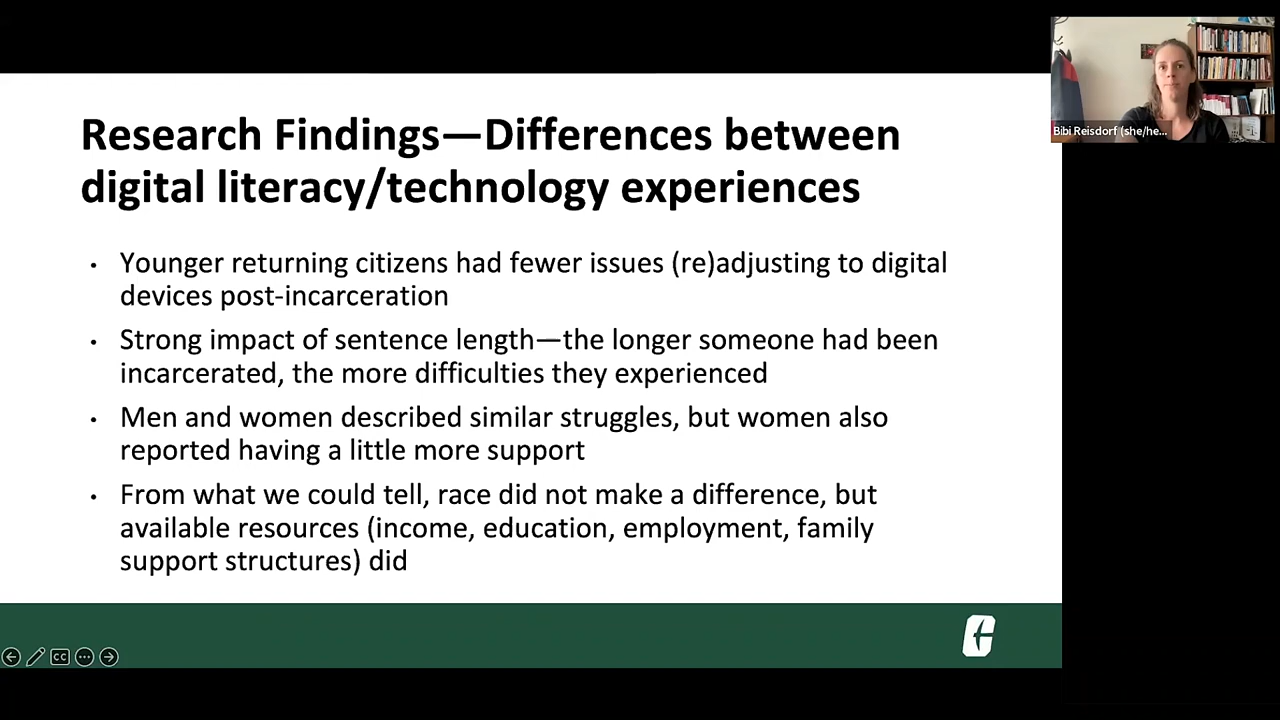 Research Findings—Differences between
digital literacy/technology experiences
• Younger returning citizens had fewer issues (re)adjusting to digital
devices post-incarceration
• Strong impact of sentence length—the longer someone had been
incarcerated, the more difficulties they experienced
• Men and women described similar struggles, but women also
reported having a little more support
• From what we could tell, race did not make a difference, but
available resources (income, education, employment, family
support structures) did
Bibi Reisdorf (she/he...
CC
C